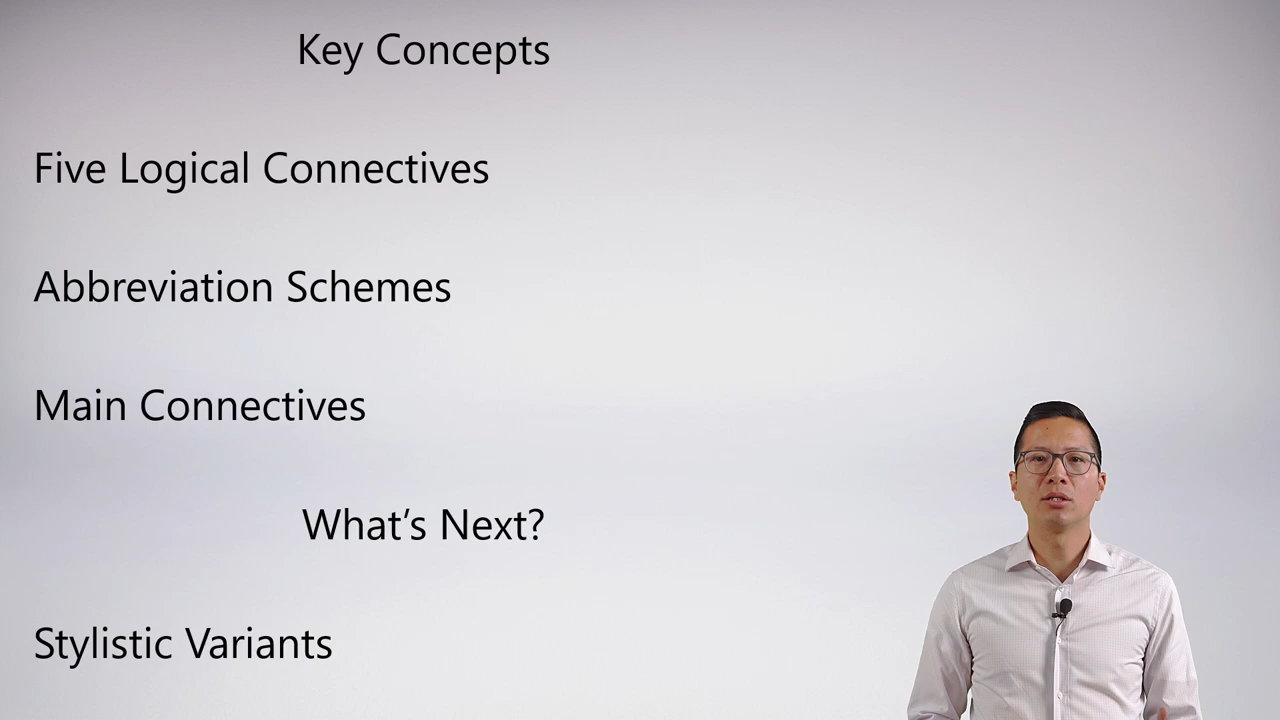 Key Concepts
Five Logical Connectives
Abbreviation Schemes
Main Connectives
What’s Next?
Stylistic Variants